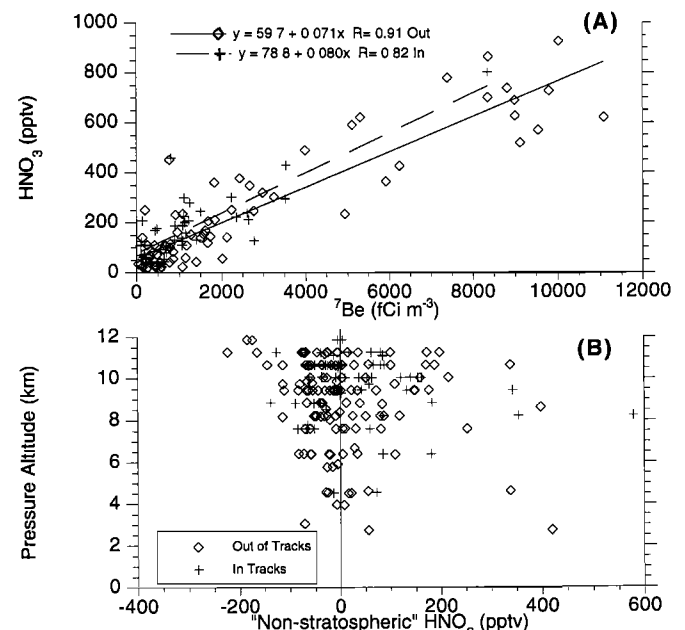 (A)
y = 59 7 + 0 071x R= 0.91 Out
y = 78 8 + 0 080x R= 0 82 In
HNO3 (pptv)
1000
800
600
400
200
0
0 2000 4000 6000 8000 10000 12000
7Be (fCi m-3)
(B)
Pressure Altitude (km)
12
10
8
6
4
2
0
Out of Tracks
In Tracks
-400 -200 0 200 400 600
"Non-stratospheric" HNO3 (pptv)